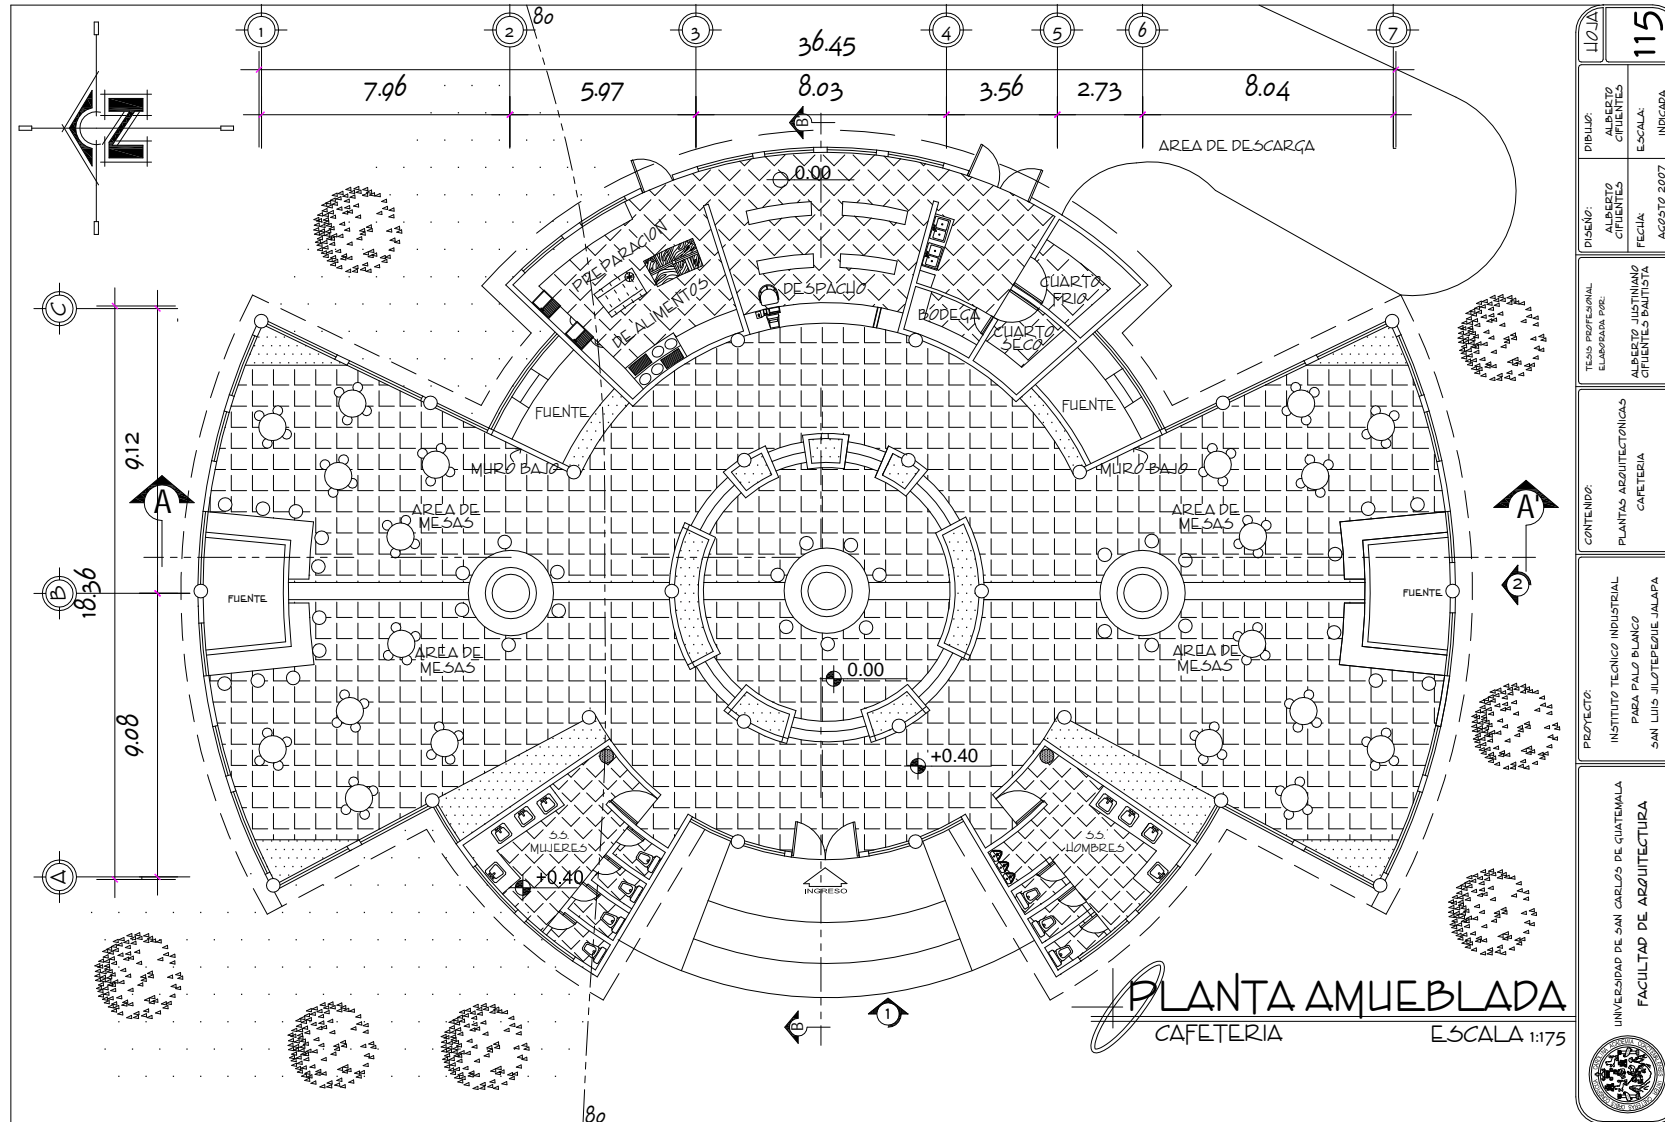 1
2
3
4
5
6
7
80
36.45
7.96
5.97
8.03
3.56
2.73
8.04
B'
N
AREA DE DESCARGA
0.00
PREPARACION
DE ALIMENTOS
DESPACHO
BODEGA
CUARTO
FRIO
CUARTO
SECO
C
B
A
9.12
18.36
9.08
FUENTE
FUENTE
MURO BAJO
MURO BAJO
A
A'
AREA DE
MESAS
AREA DE
MESAS
FUENTE
FUENTE
2
AREA DE
MESAS
AREA DE
MESAS
0.00
+0.40
S.S.
MUJERES
S.S.
HOMBRES
+0.40
INGRESO
B
1
80
PLANTA AMUEBLADA
CAFETERIA
ESCALA 1:175
HOJA
115
DIBUJO:
ALBERTO
CIFUENTES
ESCALA:
INDICADA
DISEÑO:
ALBERTO
CIFUENTES
FECHA:
AGOSTO 2007
TESIS PROFESIONAL
ELABORADA POR:
ALBERTO JUSTINIANO
CIFUENTES BAUTISTA
CONTENIDO:
PLANTAS ARQUITECTONICAS
CAFETERIA
PROYECTO:
INSTITUTO TECNICO INDUSTRIAL
PARA PALO BLANCO
SAN LUIS JILOTEPEQUE JALAPA
UNIVERSIDAD DE SAN CARLOS DE GUATEMALA
FACULTAD DE ARQUITECTURA